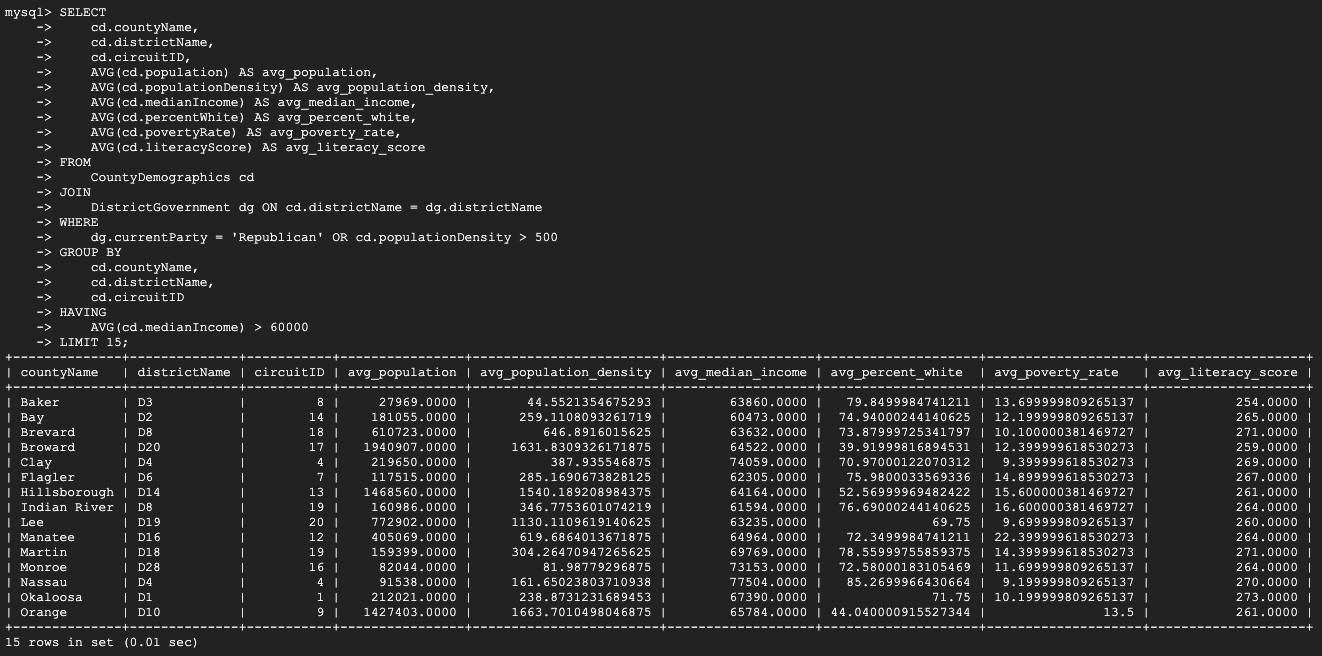 mysql> SELECT
    ->     cd.countyName,
    ->     cd.districtName,
    ->     cd.circuitID,
    ->     AVG(cd.population) AS avg_population,
    ->     AVG(cd.populationDensity) AS avg_population_density,
    ->     AVG(cd.medianIncome) AS avg_median_income,
    ->     AVG(cd.percentWhite) AS avg_percent_white,
    ->     AVG(cd.povertyRate) AS avg_poverty_rate,
    ->     AVG(cd.literacyScore) AS avg_literacy_score
    -> FROM
    ->     CountyDemographics cd
    -> JOIN
    ->     DistrictGovernment dg ON cd.districtName = dg.districtName
    -> WHERE
    ->     dg.currentParty = 'Republican' OR cd.populationDensity > 500
    -> GROUP BY
    ->     cd.countyName,
    ->     cd.districtName,
    ->     cd.circuitID
    -> HAVING
    ->     AVG(cd.medianIncome) > 60000
    -> LIMIT 15;
+--------------+--------------+-----------+----------------+------------------------+-------------------+--------------------+--------------------+--------------------+
| countyName   | districtName | circuitID | avg_population | avg_population_density | avg_median_income | avg_percent_white  | avg_poverty_rate   | avg_literacy_score |
+--------------+--------------+-----------+----------------+------------------------+-------------------+--------------------+--------------------+--------------------+
| Baker        | D3           |         8 |     27969.0000 |       44.5521354675293 |        63860.0000 |   79.8499984741211 | 13.699999809265137 |           254.0000 |
| Bay          | D2           |        14 |    181055.0000 |      259.1108093261719 |        60473.0000 |  74.94000244140625 | 12.199999809265137 |           265.0000 |
| Brevard      | D8           |        18 |    610723.0000 |         646.8916015625 |        63632.0000 |  73.87999725341797 | 10.100000381469727 |           271.0000 |
| Broward      | D20          |        17 |   1940907.0000 |     1631.8309326171875 |        64522.0000 |  39.91999816894531 | 12.399999618530273 |           259.0000 |
| Clay         | D4           |         4 |    219650.0000 |          387.935546875 |        74059.0000 |  70.97000122070312 |  9.399999618530273 |           269.0000 |
| Flagler      | D6           |         7 |    117515.0000 |      285.1690673828125 |        62305.0000 |   75.9800033569336 | 14.899999618530273 |           267.0000 |
| Hillsborough | D14          |        13 |   1468560.0000 |      1540.189208984375 |        64164.0000 |  52.56999969482422 | 15.600000381469727 |           261.0000 |
| Indian River | D8           |        19 |    160986.0000 |      346.7753601074219 |        61594.0000 |  76.69000244140625 | 16.600000381469727 |           264.0000 |
| Lee          | D19          |        20 |    772902.0000 |     1130.1109619140625 |        63235.0000 |              69.75 |  9.699999809265137 |           260.0000 |
| Manatee      | D16          |        12 |    405069.0000 |      619.6864013671875 |        64964.0000 |   72.3499984741211 | 22.399999618530273 |           264.0000 |
| Martin       | D18          |        19 |    159399.0000 |     304.26470947265625 |        69769.0000 |  78.55999755859375 | 14.399999618530273 |           271.0000 |
| Monroe       | D28          |        16 |     82044.0000 |      81.98779296875 |        73153.0000 |  72.58000183105469 | 11.699999809265137 |           264.0000 |
| Nassau       | D4           |         4 |     91538.0000 |     161.65023803710938 |        77504.0000 |   85.2699966430664 |  9.199999809265137 |           270.0000 |
| Okaloosa     | D1           |         1 |    212021.0000 |      238.8731231689453 |        67390.0000 |              71.75 | 10.199999809265137 |           273.0000 |
| Orange       | D10          |         9 |   1427403.0000 |     1663.7010498046875 |        65784.0000 | 44.040000915527344 |               13.5 |           261.0000 |
+--------------+--------------+-----------+----------------+------------------------+-------------------+--------------------+--------------------+--------------------+
15 rows in set (0.01 sec)